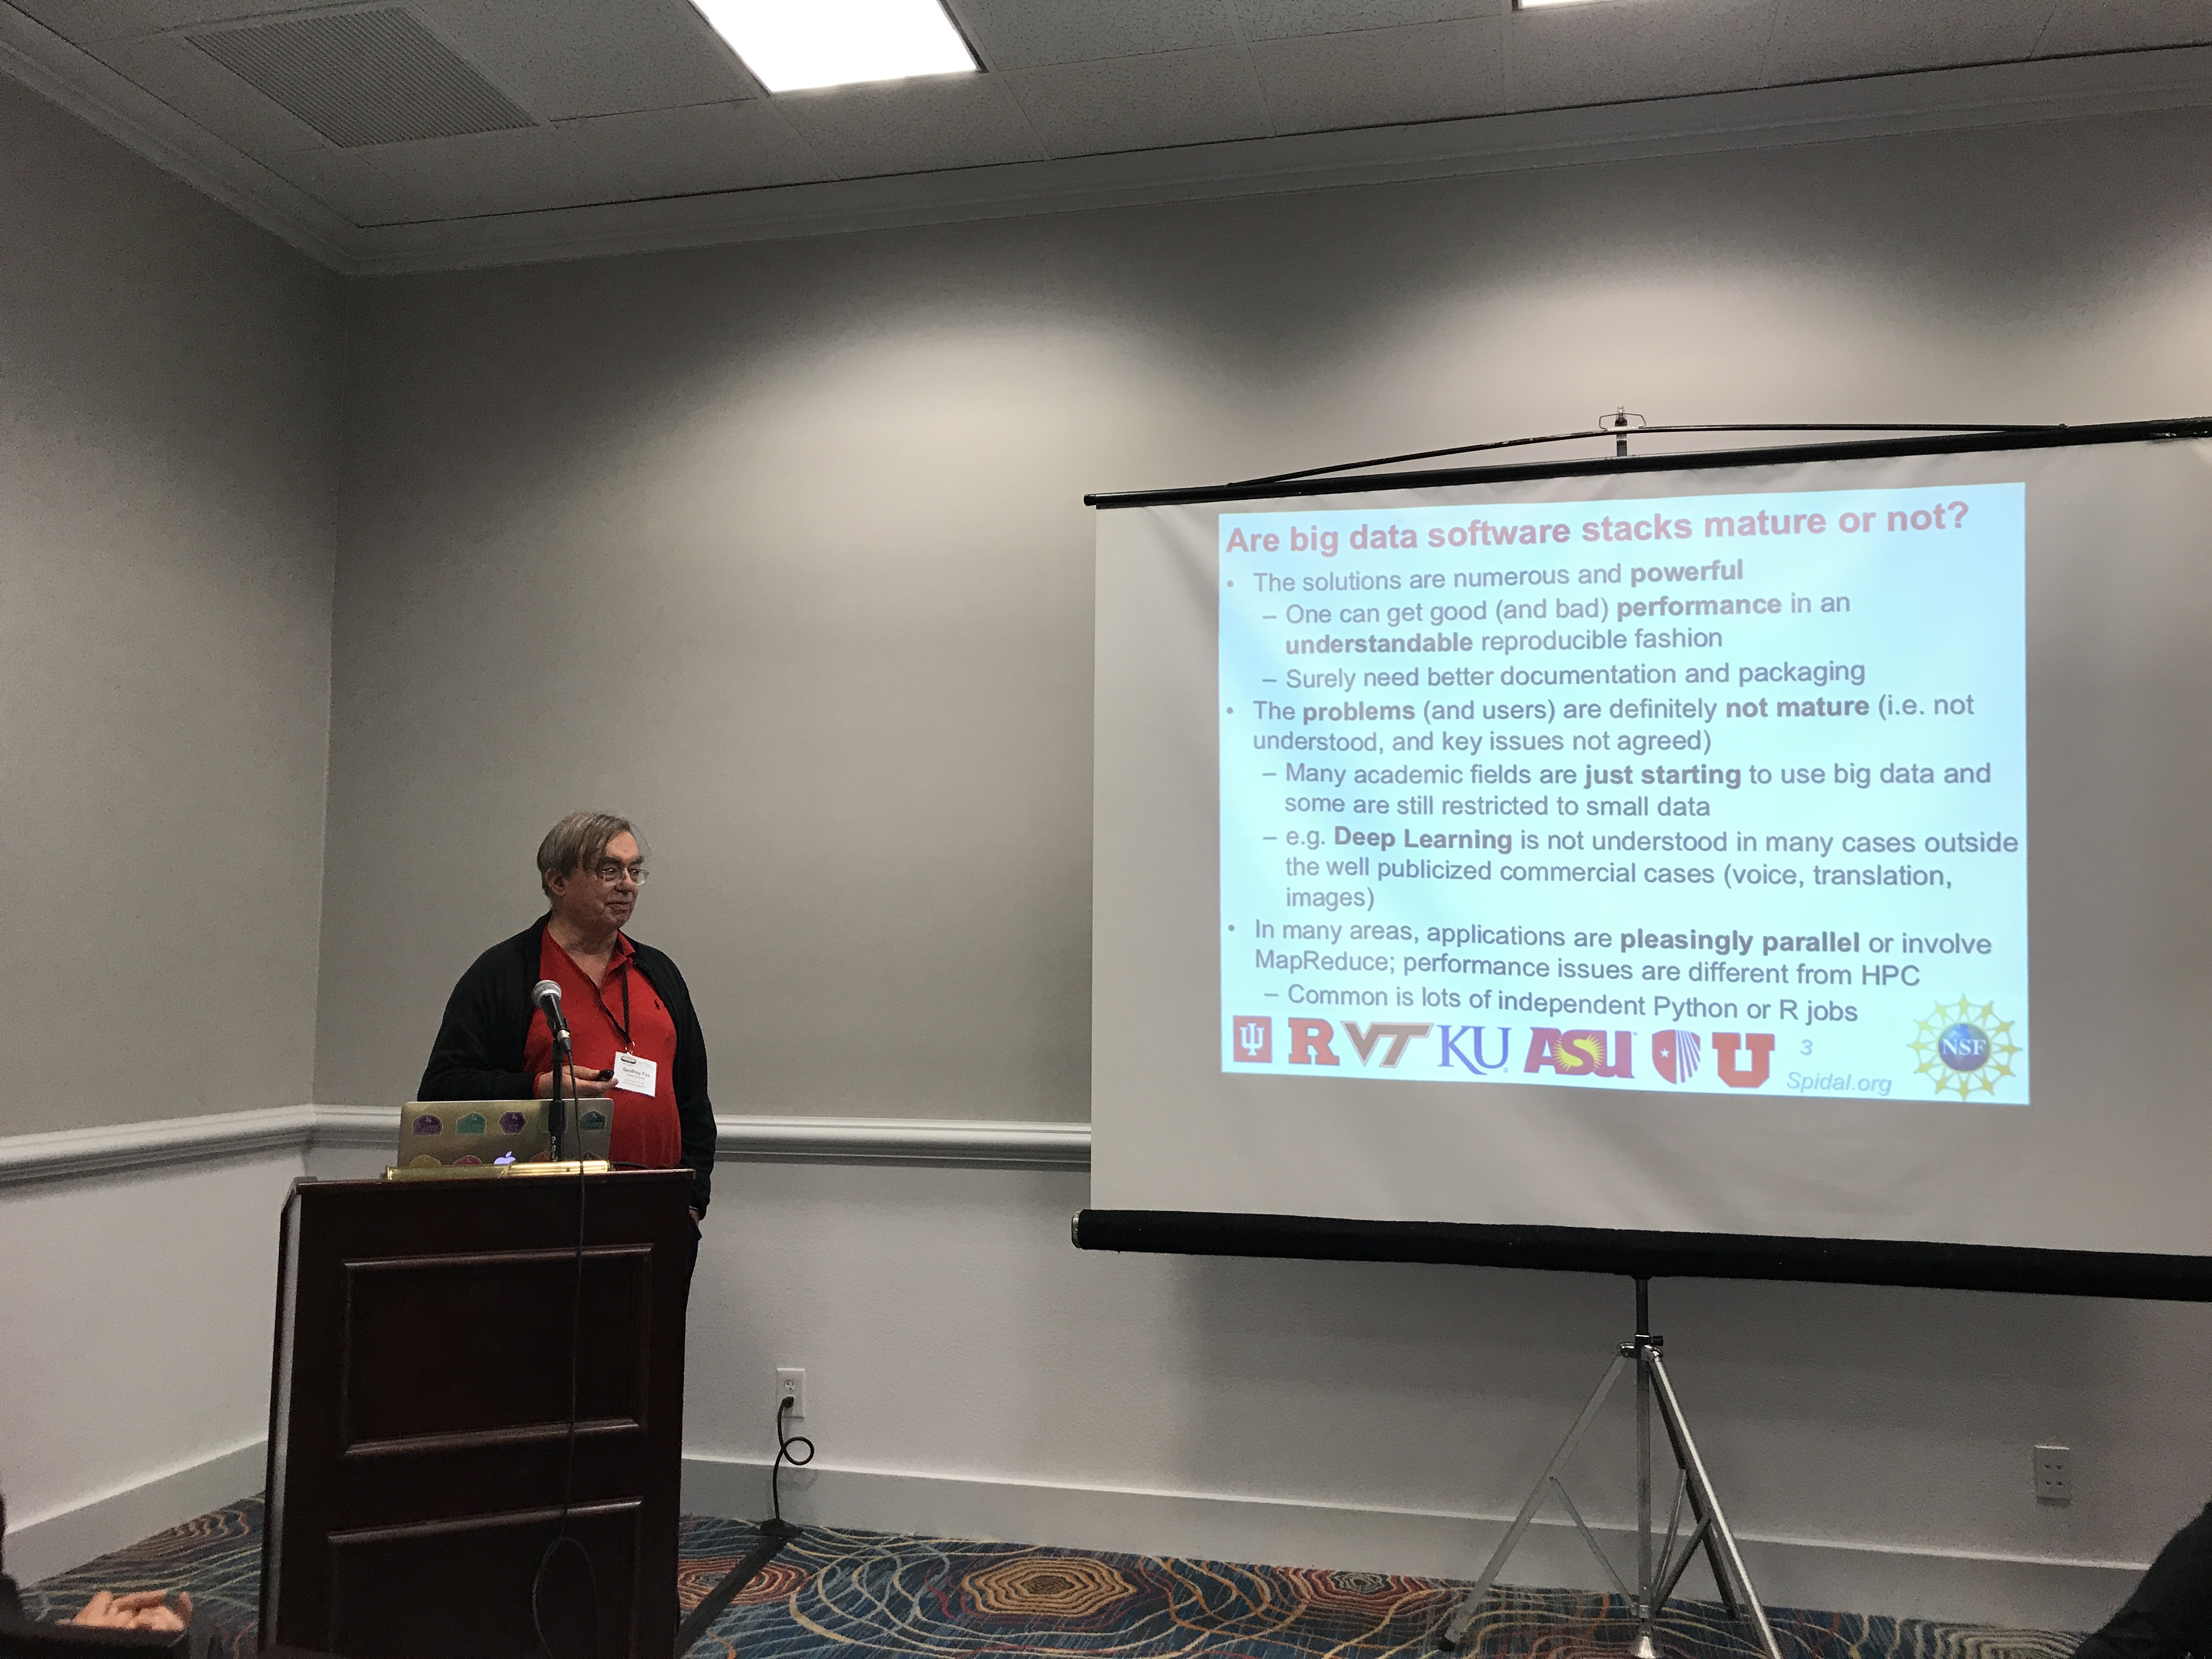 Are big data software stacks mature or not?
• The solutions are numerous and powerful
– One can get good (and bad) performance in an
understandable reproducible fashion
– Surely need better documentation and packaging
• The problems (and users) are definitely not mature (i.e. not
understood, and key issues not agreed)
– Many academic fields are just starting to use big data and
some are still restricted to small data
– e.g. Deep Learning is not understood in many cases outside
the well publicized commercial cases (voice, translation,
images)
• In many areas, applications are pleasingly parallel or involve
MapReduce; performance issues are different from HPC
– Common is lots of independent Python or R jobs
R VT KU ASU U 3 NSF
Spidal.org
Geoffrey Fox